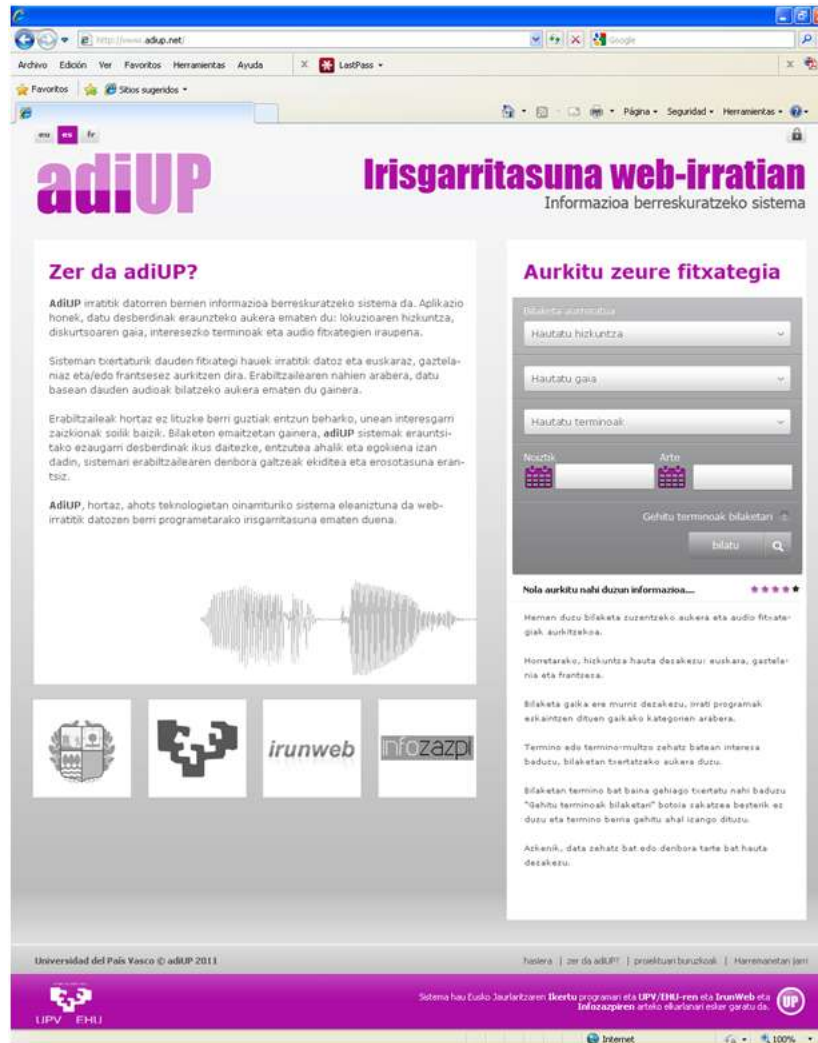 http://www.adiup.net/
Google
Archivo Edición Ver Favoritos Herramientas Ayuda
X LastPass
Favoritos
Sitios sugeridos
Página Seguridad Herramientas
eu es fr
adiUP
Irisgarritasuna web-irratian
Informazioa berreskuratzeko sistema
Zer da adiUP?
AdiUP irratitik datorren berrien informazioa berreskuratzeko sistema da. Aplikazio
honek, datu desberdinak eraunzteko aukera ematen du: lokuzioaren hizkuntza,
diskurtsoaren gaia, interesezko terminoak eta audio fitxategien iraupena.
Sisteman txertaturik dauden fitxategi hauek irratitik datoz eta euskaraz, gaztela-
niaz eta/edo frantsesez aurkitzen dira. Erabiltzailearen nahien arabera, datu
basean dauden audioak bilatzeko aukera ematen du gainera.
Erabiltzaileak hortaz ez lituzke berri guztiak entzun beharko, unean interesgarri
zaizkionak soilik baizik. Bilaketen emaitzetan gainera, adiUP sistemak erauntsi-
tako ezaugarri desberdinak ikus daitezke, entzutea ahalik eta egokiena izan
dadin, sistemari erabiltzailearen denbora galtzeak ekiditea eta erosotasuna eran-
tsiz.
AdiUP, hortaz, ahots teknologietan oinarrituriko sistema eleaniztuna da web-
irratitik datozen berri programetarako irisgarritasuna ematen duena.
irunweb
infozazpi
Aurkitu zeure fitxategia
Bilaketa aurreratua
Hautatu hizkuntza
Hautatu gaia
Hautatu terminoak
Noiztik Arte
Gehitu terminoak bilaketari
bilatu
Nola aurkitu nahi duzun informazioa....
Hemen duzu bilaketa zuzentzeko aukera eta audio fitxate-
giak aurkitzekoa.
Horretarako, hizkuntza hauta dezakezu: euskara, gaztela-
nia eta frantsesa.
Bilaketa gaika ere murriz dezakezu, irrati programak
eskaintzen dituen gaikako kategorien arabera.
Termino edo termino-multzo zehatz batean interesa
baduzu, bilaketan txertatzeko aukera duzu.
Bilaketan termino bat baina gehiago txertatu nahi baduzu
"Gehitu terminoak bilaketan" botoia sakatzea besterik ez
duzu eta termino berria gehitu ahal izango dituzu.
Azkenik, data zehatz bat edo denbora tarte bat hauta
dezakezu.
Universidad del País Vasco © adiUP 2011
hasiera | zer da adiUP? | proiektuari buruzkoak | Harremanetan jarri
UPV EHU
Sistema hau Eusko Jaurlaritzaren Ikertu programari eta UPV/EHU-ren eta IrunWeb eta
Infozazpiren arteko elkarlanari esker garatu da.
UP
Internet
100%